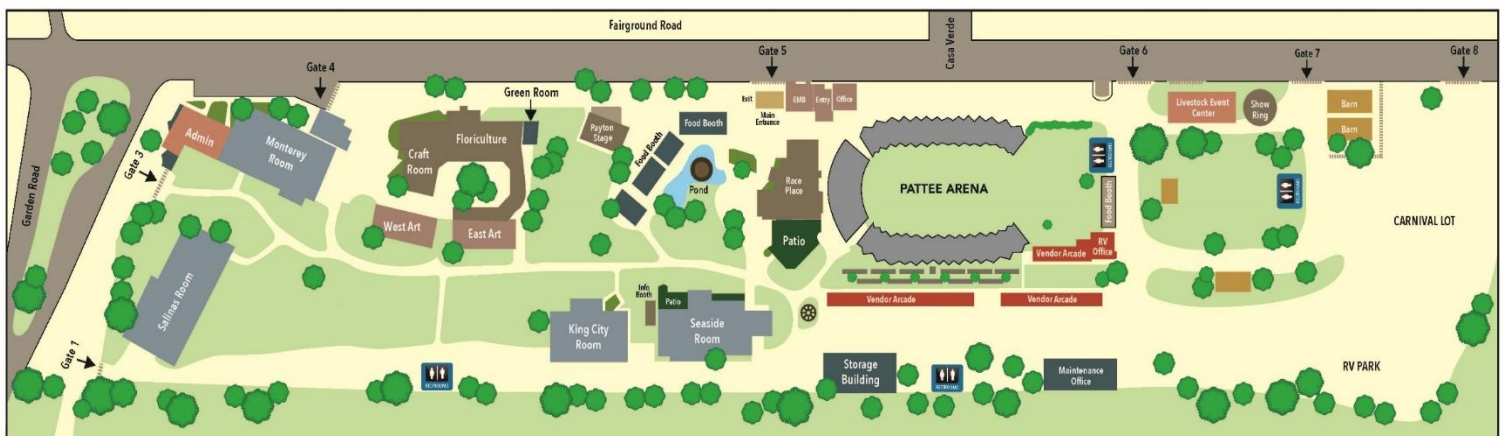 Fairground Road
Garden Road
Casa Verde
Gate 4
Gate 5
Gate 6
Gate 7
Gate 8
Gate 3
Gate 1
Green Room
Admin
Monterey
Room
Craft
Room
Floriculture
Payton
Stage
Food Booth
Food Booth
Pond
Exit
Main
Entrance
EMB
Entry
Office
Race
Place
Patio
PATTEE ARENA
Food Booth
Vendor Arcade
RV
Office
Livestock Event
Center
Show
Ring
Barn
Barn
CARNIVAL LOT
West Art
East Art
Salinas Room
King City
Room
Info
Booth
Patio
Seaside
Room
Vendor Arcade
Vendor Arcade
Storage
Building
Maintenance
Office
RV PARK
RESTROOMS
RESTROOMS
RESTROOMS
RESTROOMS